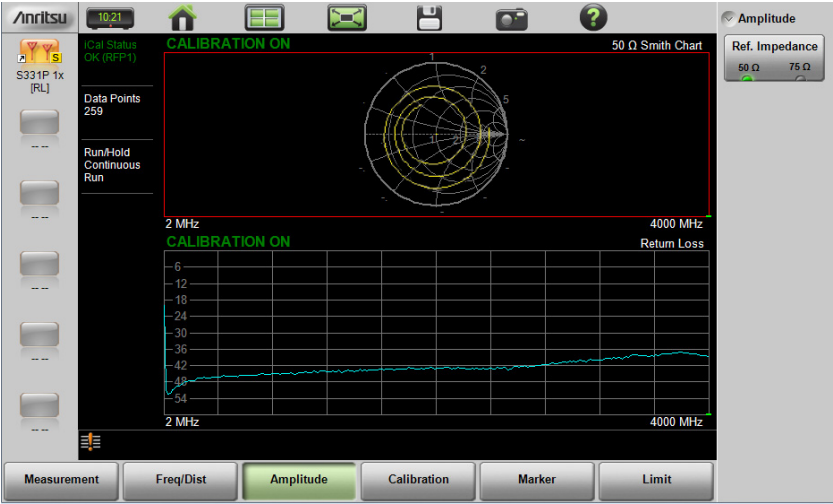 Anritsu
10:21
?
Amplitude
S331P 1x
[RL]
S
iCal Status
OK (RFP1)
Data Points
259
Run/Hold
Continuous
Run
CALIBRATION ON
50 Ω Smith Chart
1
2
5
1
2
~
2 MHz
4000 MHz
CALIBRATION ON
Return Loss
6
12
18
24
30
36
42
48
54
2 MHz
4000 MHz
Ref. Impedance
50 Ω 75 Ω
-- --
-- --
-- --
-- --
-- --
Measurement
Freq/Dist
Amplitude
Calibration
Marker
Limit